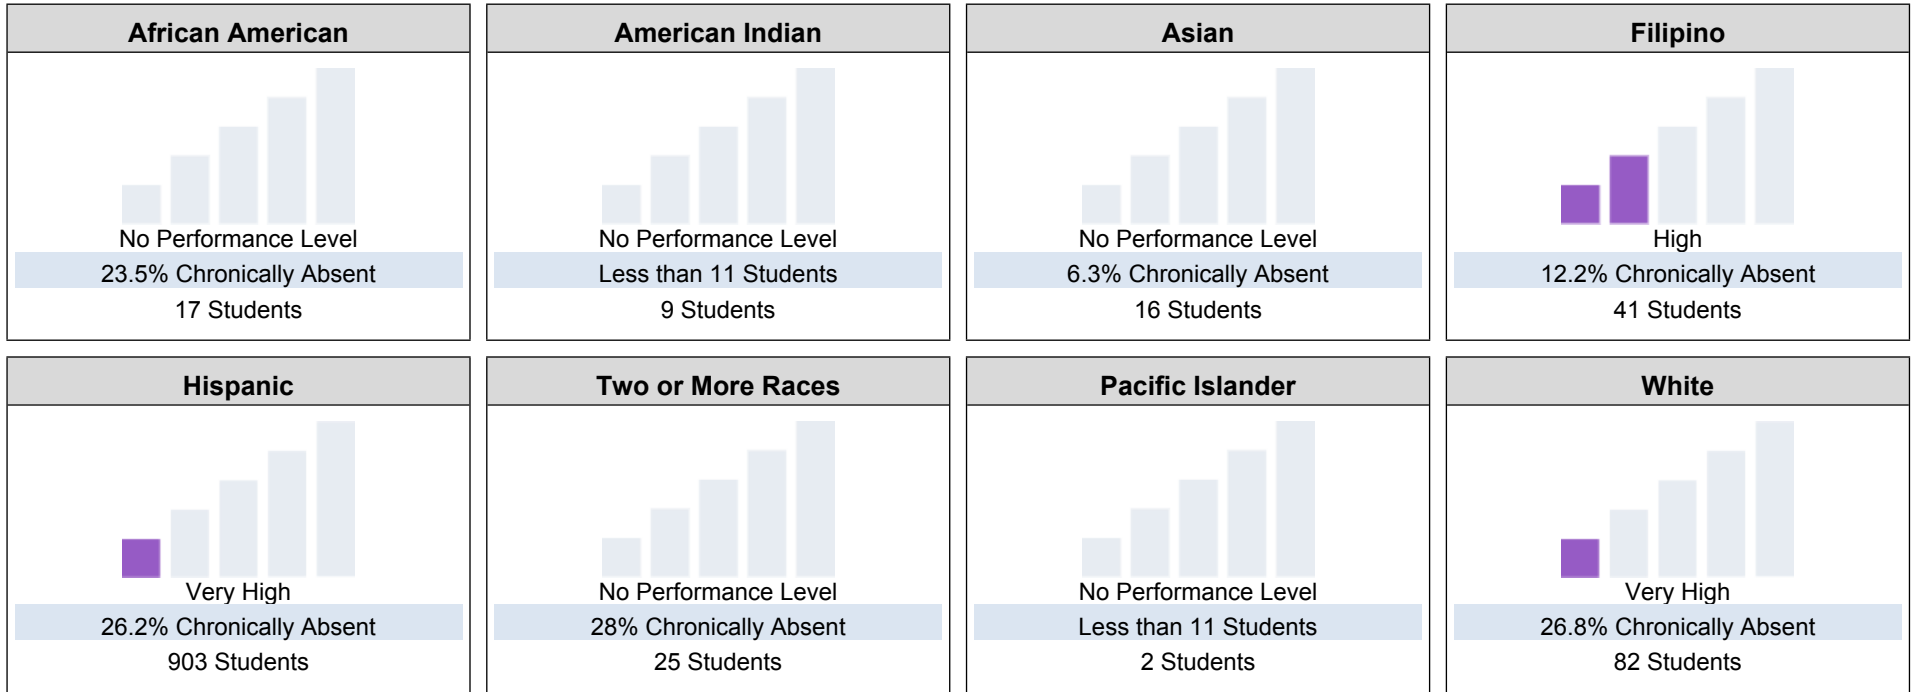 African American
No Performance Level
23.5% Chronically Absent
17 Students
American Indian
No Performance Level
Less than 11 Students
9 Students
Asian
No Performance Level
6.3% Chronically Absent
16 Students
Filipino
High
12.2% Chronically Absent
41 Students
Hispanic
Very High
26.2% Chronically Absent
903 Students
Two or More Races
No Performance Level
28% Chronically Absent
25 Students
Pacific Islander
No Performance Level
Less than 11 Students
2 Students
White
Very High
26.8% Chronically Absent
82 Students